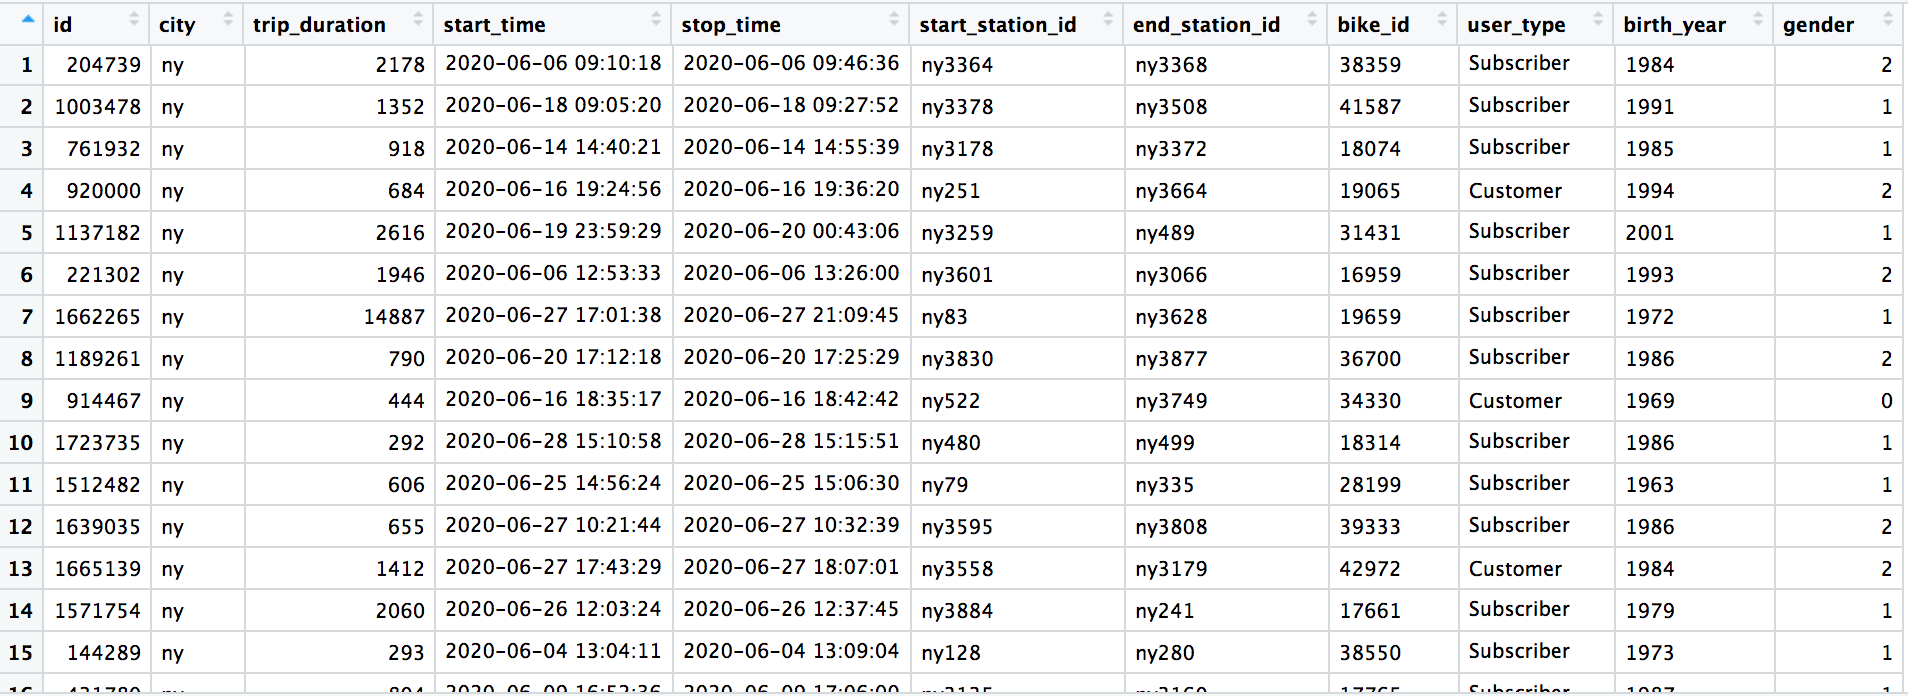 id city trip_duration start_time stop_time start_station_id end_station_id bike_id user_type birth_year gender
1 204739 ny 2178 2020-06-06 09:10:18 2020-06-06 09:46:36 ny3364 ny3368 38359 Subscriber 1984 2
2 1003478 ny 1352 2020-06-18 09:05:20 2020-06-18 09:27:52 ny3378 ny3508 41587 Subscriber 1991 1
3 761932 ny 918 2020-06-14 14:40:21 2020-06-14 14:55:39 ny3178 ny3372 18074 Subscriber 1985 1
4 920000 ny 684 2020-06-16 19:24:56 2020-06-16 19:36:20 ny251 ny3664 19065 Customer 1994 2
5 1137182 ny 2616 2020-06-19 23:59:29 2020-06-20 00:43:06 ny3259 ny489 31431 Subscriber 2001 1
6 221302 ny 1946 2020-06-06 12:53:33 2020-06-06 13:26:00 ny3601 ny3066 16959 Subscriber 1993 2
7 1662265 ny 14887 2020-06-27 17:01:38 2020-06-27 21:09:45 ny83 ny3628 19659 Subscriber 1972 1
8 1189261 ny 790 2020-06-20 17:12:18 2020-06-20 17:25:29 ny3830 ny3877 36700 Subscriber 1986 2
9 914467 ny 444 2020-06-16 18:35:17 2020-06-16 18:42:42 ny522 ny3749 34330 Customer 1969 0
10 1723735 ny 292 2020-06-28 15:10:58 2020-06-28 15:15:51 ny480 ny499 18314 Subscriber 1986 1
11 1512482 ny 606 2020-06-25 14:56:24 2020-06-25 15:06:30 ny79 ny335 28199 Subscriber 1963 1
12 1639035 ny 655 2020-06-27 10:21:44 2020-06-27 10:32:39 ny3595 ny3808 39333 Subscriber 1986 2
13 1665139 ny 1412 2020-06-27 17:43:29 2020-06-27 18:07:01 ny3558 ny3179 42972 Customer 1984 2
14 1571754 ny 2060 2020-06-26 12:03:24 2020-06-26 12:37:45 ny3884 ny241 17661 Subscriber 1979 1
15 144289 ny 293 2020-06-04 13:04:11 2020-06-04 13:09:04 ny128 ny280 38550 Subscriber 1973 1